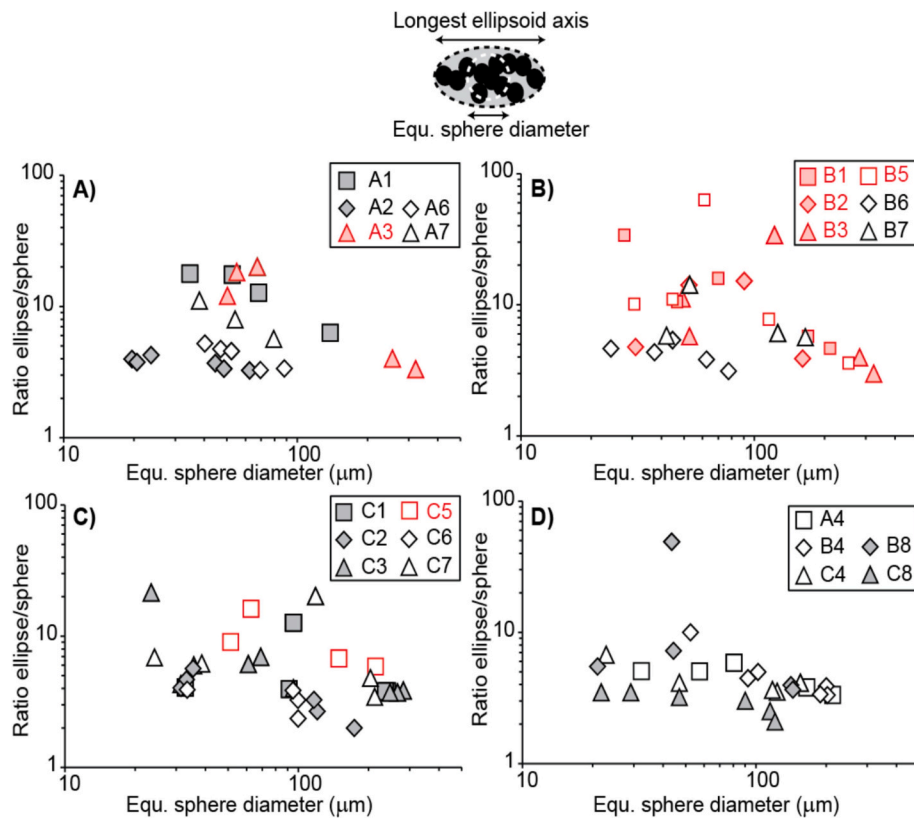 Longest ellipsoid axis
Equ. sphere diameter
A)
100
10
1
Ratio ellipse/sphere
A1
A2 A6
A3 A7
10 100
Equ. sphere diameter (μm)
B)
100
10
1
Ratio ellipse/sphere
B1 B5
B2 B6
B3 B7
10 100
Equ. sphere diameter (μm)
C)
100
10
1
Ratio ellipse/sphere
C1 C5
C2 C6
C3 C7
10 100
Equ. sphere diameter (μm)
D)
100
10
1
Ratio ellipse/sphere
A4
B4 B8
C4 C8
10 100
Equ. sphere diameter (μm)